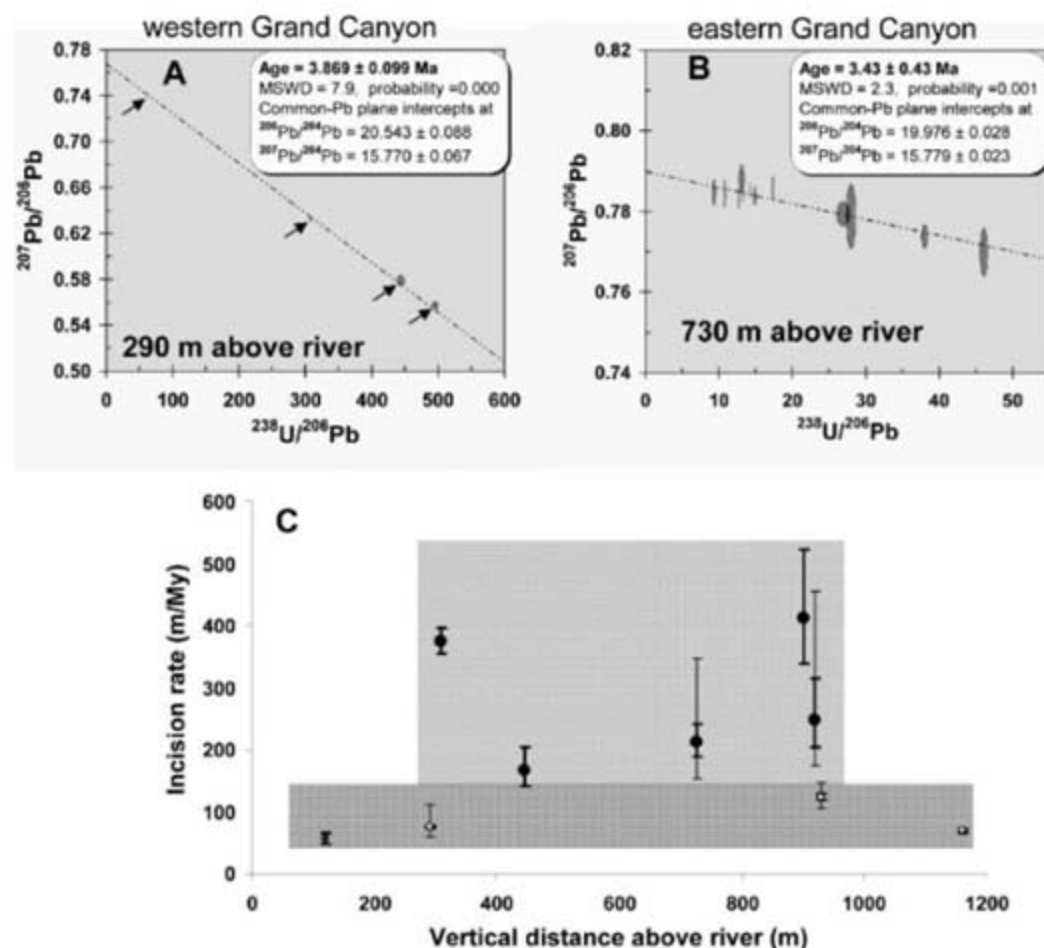 western Grand Canyon
A
Age = 3.869 ± 0.099 Ma
MSWD = 7.9, probability =0.000
Common-Pb plane intercepts at
²⁰⁶Pb/²⁰⁴Pb = 20.543 ± 0.088
²⁰⁷Pb/²⁰⁴Pb = 15.770 ± 0.067
0.78
0.74
0.70
0.66
0.62
0.58
0.54
0.50
²⁰⁷Pb/²⁰⁶Pb
290 m above river
0 100 200 300 400 500 600
²³⁸U/²⁰⁶Pb
eastern Grand Canyon
B
Age = 3.43 ± 0.43 Ma
MSWD = 2.3, probability =0.001
Common-Pb plane intercepts at
²⁰⁶Pb/²⁰⁴Pb = 19.976 ± 0.028
²⁰⁷Pb/²⁰⁴Pb = 15.779 ± 0.023
0.82
0.80
0.78
0.76
0.74
²⁰⁷Pb/²⁰⁶Pb
730 m above river
0 10 20 30 40 50
²³⁸U/²⁰⁶Pb
C
600
500
400
300
200
100
0
Incision rate (m/My)
0 200 400 600 800 1000 1200
Vertical distance above river (m)